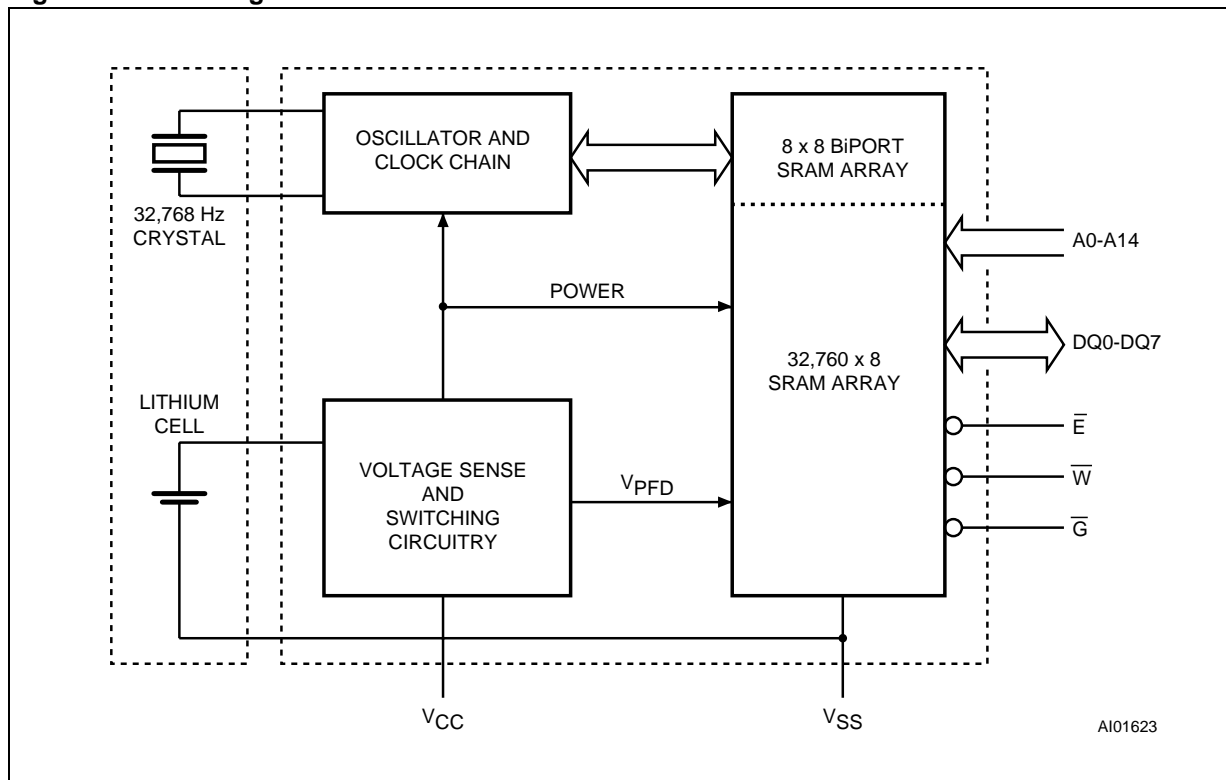 OSCILLATOR AND
CLOCK CHAIN
8 x 8 BiPORT
SRAM ARRAY
32,768 Hz
CRYSTAL
A0-A14
POWER
DQ0-DQ7
32,760 x 8
SRAM ARRAY
LITHIUM
CELL
E̅
VOLTAGE SENSE
AND
SWITCHING
CIRCUITRY
VPFD
W̅
G̅
VCC
VSS
AI01623